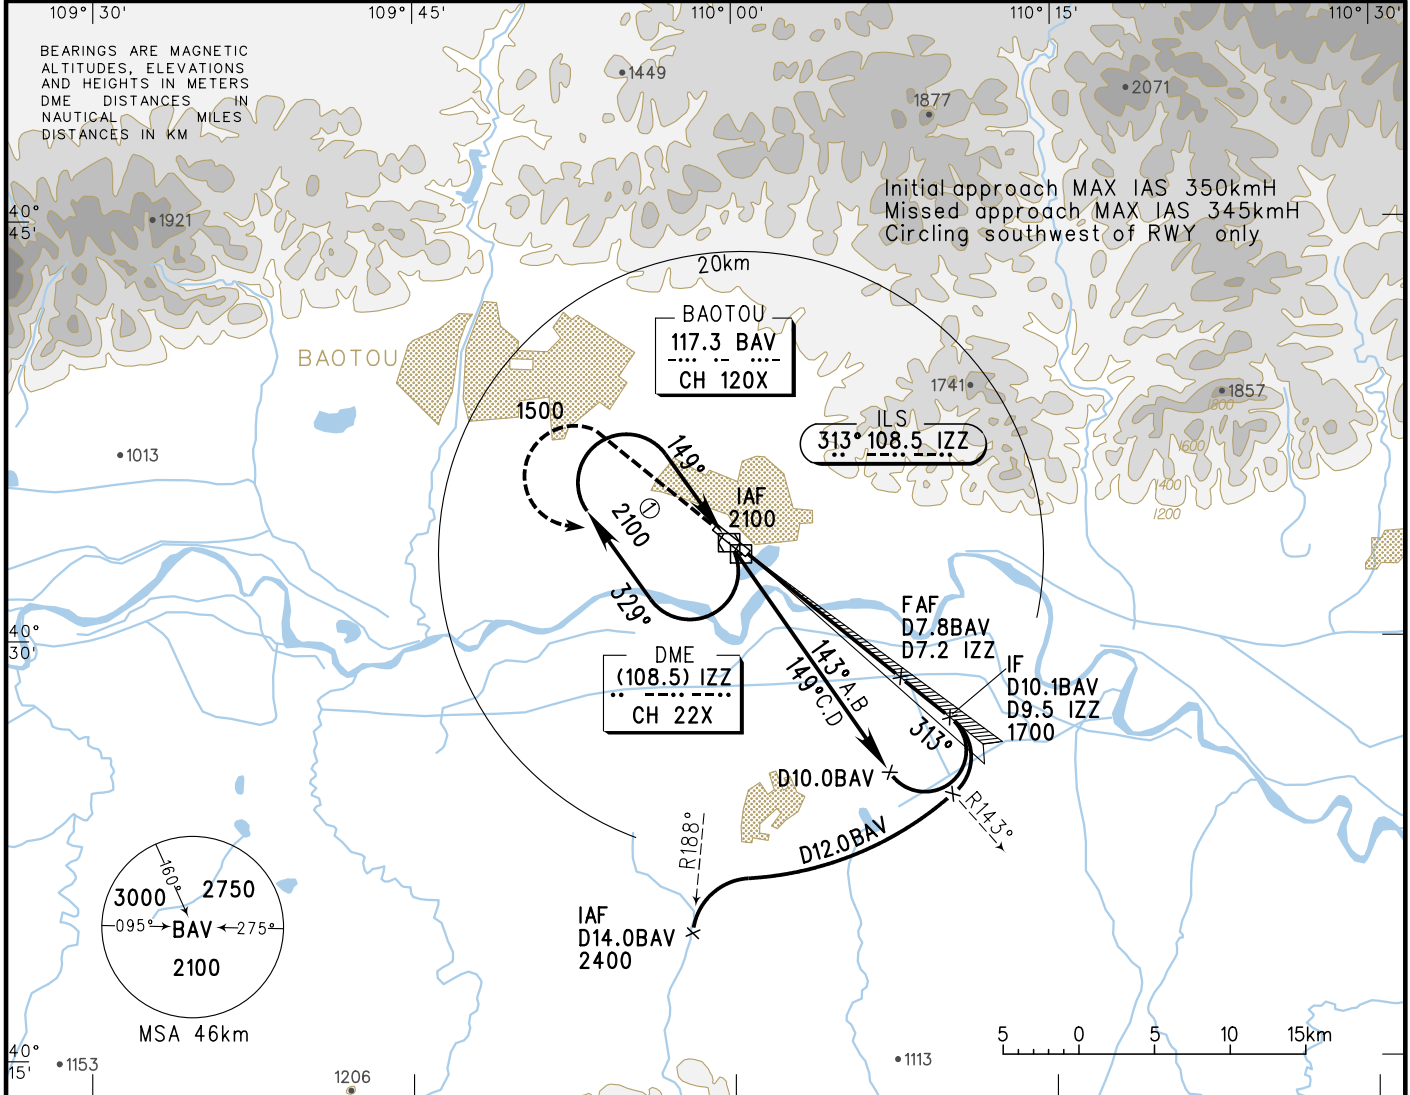 109°30'
109°45'
110°00'
110°15'
110°30'
BEARINGS ARE MAGNETIC
ALTITUDES, ELEVATIONS
AND HEIGHTS IN METERS
DME DISTANCES IN
NAUTICAL MILES
DISTANCES IN KM
1449
1877
2071
Initial approach MAX IAS 350kmH
Missed approach MAX IAS 345kmH
Circling southwest of RWY only
40°
45'
1921
20km
BAOTOU
117.3 BAV
CH 120X
BAOTOU
1741
1857
1800
1500
ILS
313° 108.5 IZZ
1600
1013
149°
1400
1200
IAF
2100
1
2100
329°
FAF
D7.8BAV
D7.2 IZZ
40°
30'
DME
(108.5) IZZ
CH 22X
143°A.B
149°C.D
IF
D10.1BAV
D9.5 IZZ
1700
313°
D10.0BAV
R143°
R188°
D12.0BAV
160°
3000
2750
095°
BAV
275°
2100
MSA 46km
IAF
D14.0BAV
2400
5 0 5 10 15km
40°
15'
1153
1206
1113